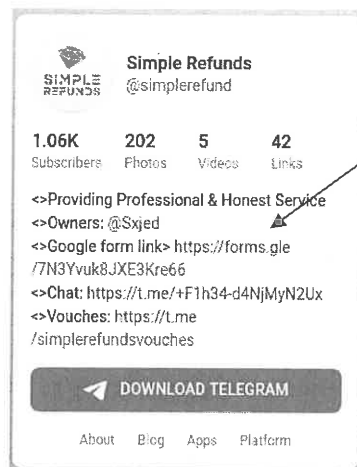 SIMPLE
REFUNDS
Simple Refunds
@simplerefund
1.06K 202 5 42
Subscribers Photos Videos Links
<>Providing Professional & Honest Service
<>Owners: @Sxjed
<>Google form link> https://forms.gle
/7N3Yvuk8JXE3Kre66
<>Chat: https://t.me/+F1h34-d4NjMyN2Ux
<>Vouches: https://t.me
/simplerefundsvouches
DOWNLOAD TELEGRAM
About Blog Apps Platform